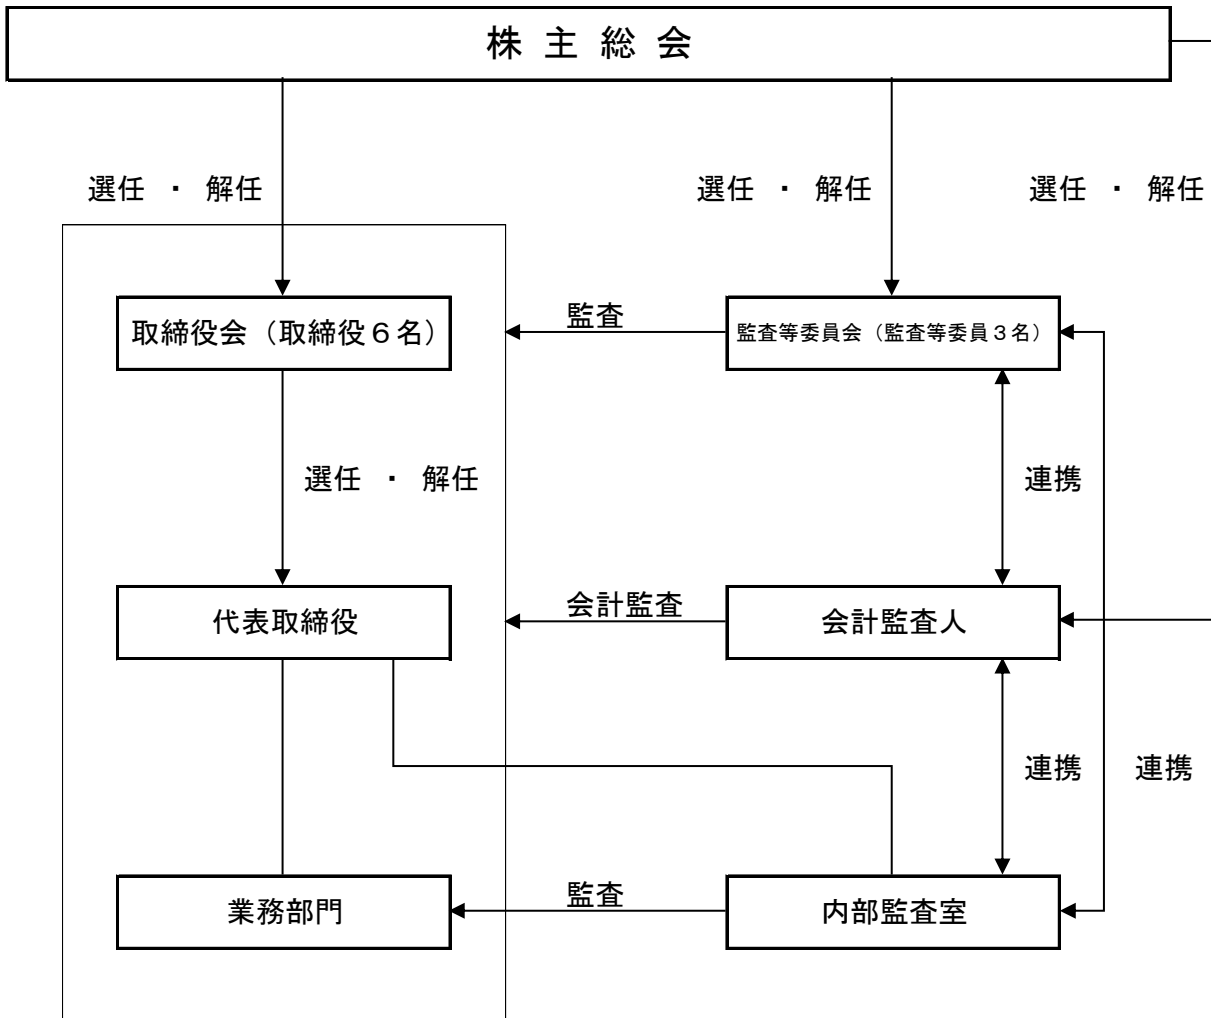 株 主 総 会
選任 ・ 解任
選任 ・ 解任
選任 ・ 解任
取締役会（取締役６名）
監査
監査等委員会（監査等委員３名）
選任 ・ 解任
連携
代表取締役
会計監査
会計監査人
連携
連携
業務部門
監査
内部監査室